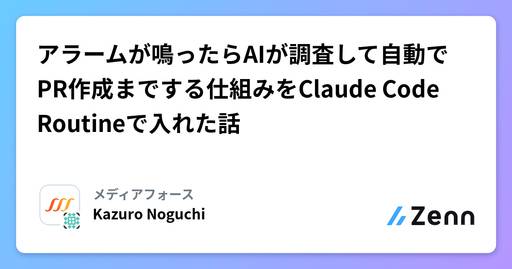 アラームが鳴ったらAIが調査して自動で
PR作成までする仕組みをClaude Code
Routineで入れた話
メディアフォース
Kazuro Noguchi
Zenn